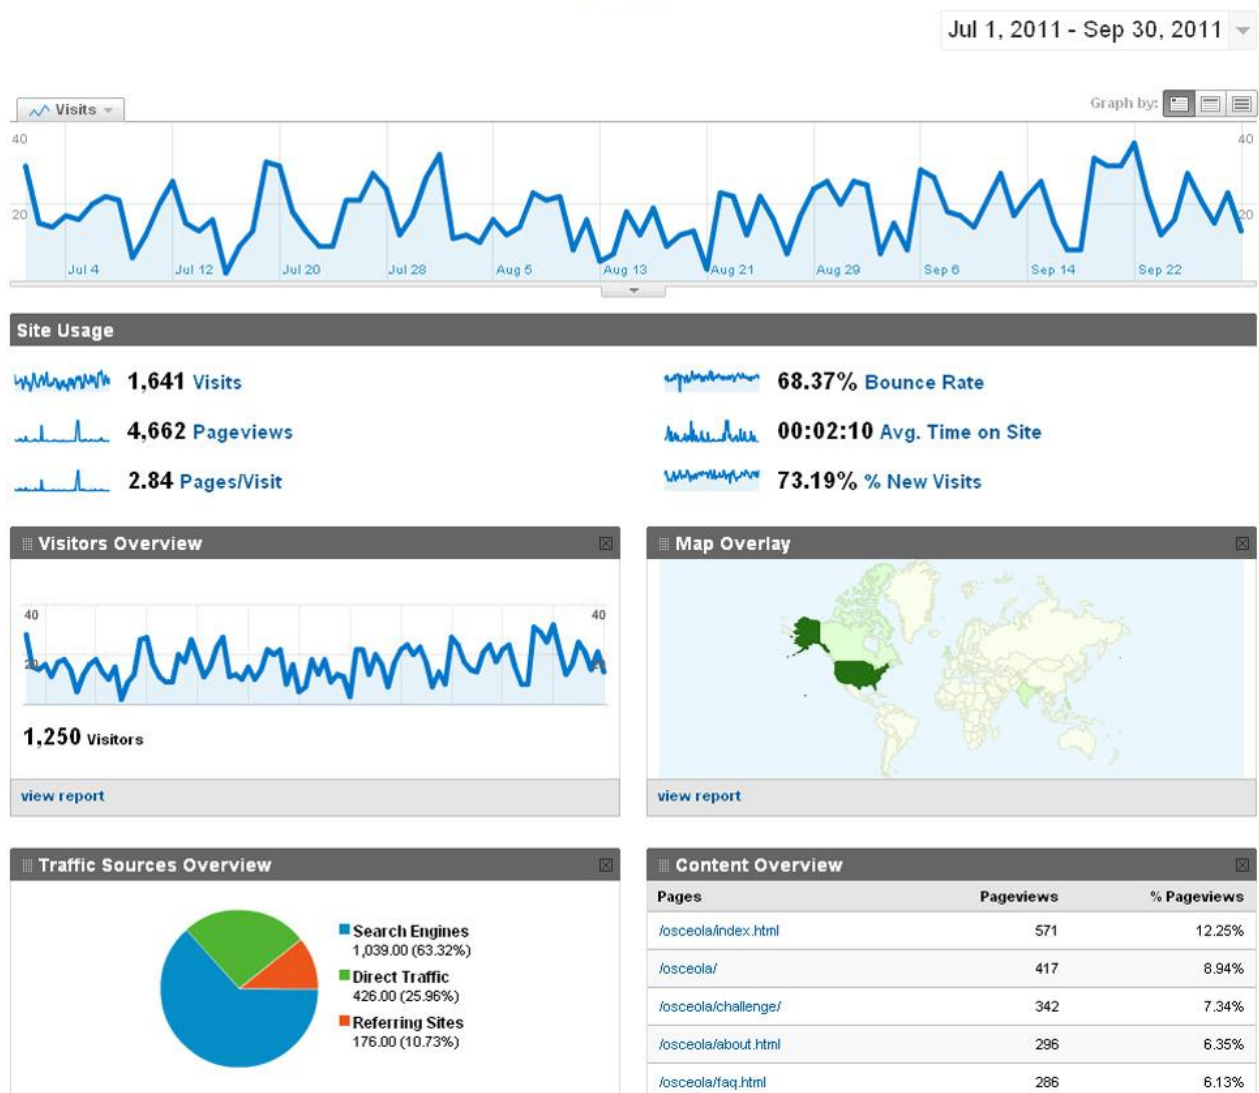 Jul 1, 2011 - Sep 30, 2011
Visits
Graph by:
40 40
20 20
Jul 4 Jul 12 Jul 20 Jul 28 Aug 5 Aug 13 Aug 21 Aug 29 Sep 6 Sep 14 Sep 22
Site Usage
1,641 Visits
68.37% Bounce Rate
4,662 Pageviews
00:02:10 Avg. Time on Site
2.84 Pages/Visit
73.19% % New Visits
Visitors Overview
40 40
20 20
1,250 Visitors
view report
Map Overlay
view report
Traffic Sources Overview
Search Engines
1,039.00 (63.32%)
Direct Traffic
426.00 (25.96%)
Referring Sites
176.00 (10.73%)
Content Overview
Pages Pageviews % Pageviews
/osceola/index.html 571 12.25%
/osceola/ 417 8.94%
/osceola/challenge/ 342 7.34%
/osceola/about.html 296 6.35%
/osceola/faq.html 286 6.13%